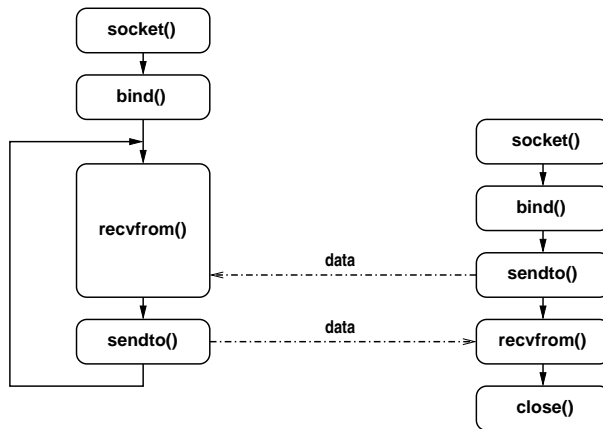 socket()
bind()
recvfrom()
sendto()
data
data
socket()
bind()
sendto()
recvfrom()
close()